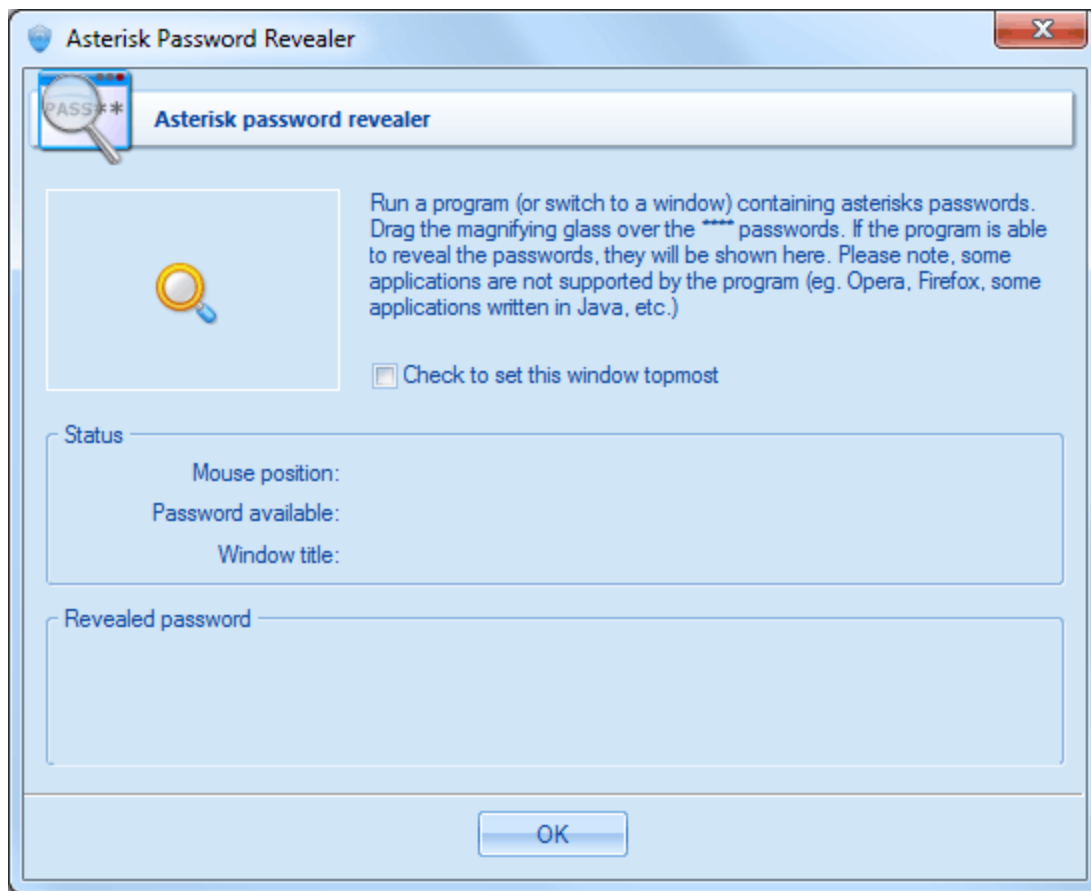 Asterisk Password Revealer
X
PASS**
Asterisk password revealer
Run a program (or switch to a window) containing asterisks passwords.
Drag the magnifying glass over the **** passwords. If the program is able
to reveal the passwords, they will be shown here. Please note, some
applications are not supported by the program (eg. Opera, Firefox, some
applications written in Java, etc.)
Check to set this window topmost
Status
Mouse position:
Password available:
Window title:
Revealed password
OK